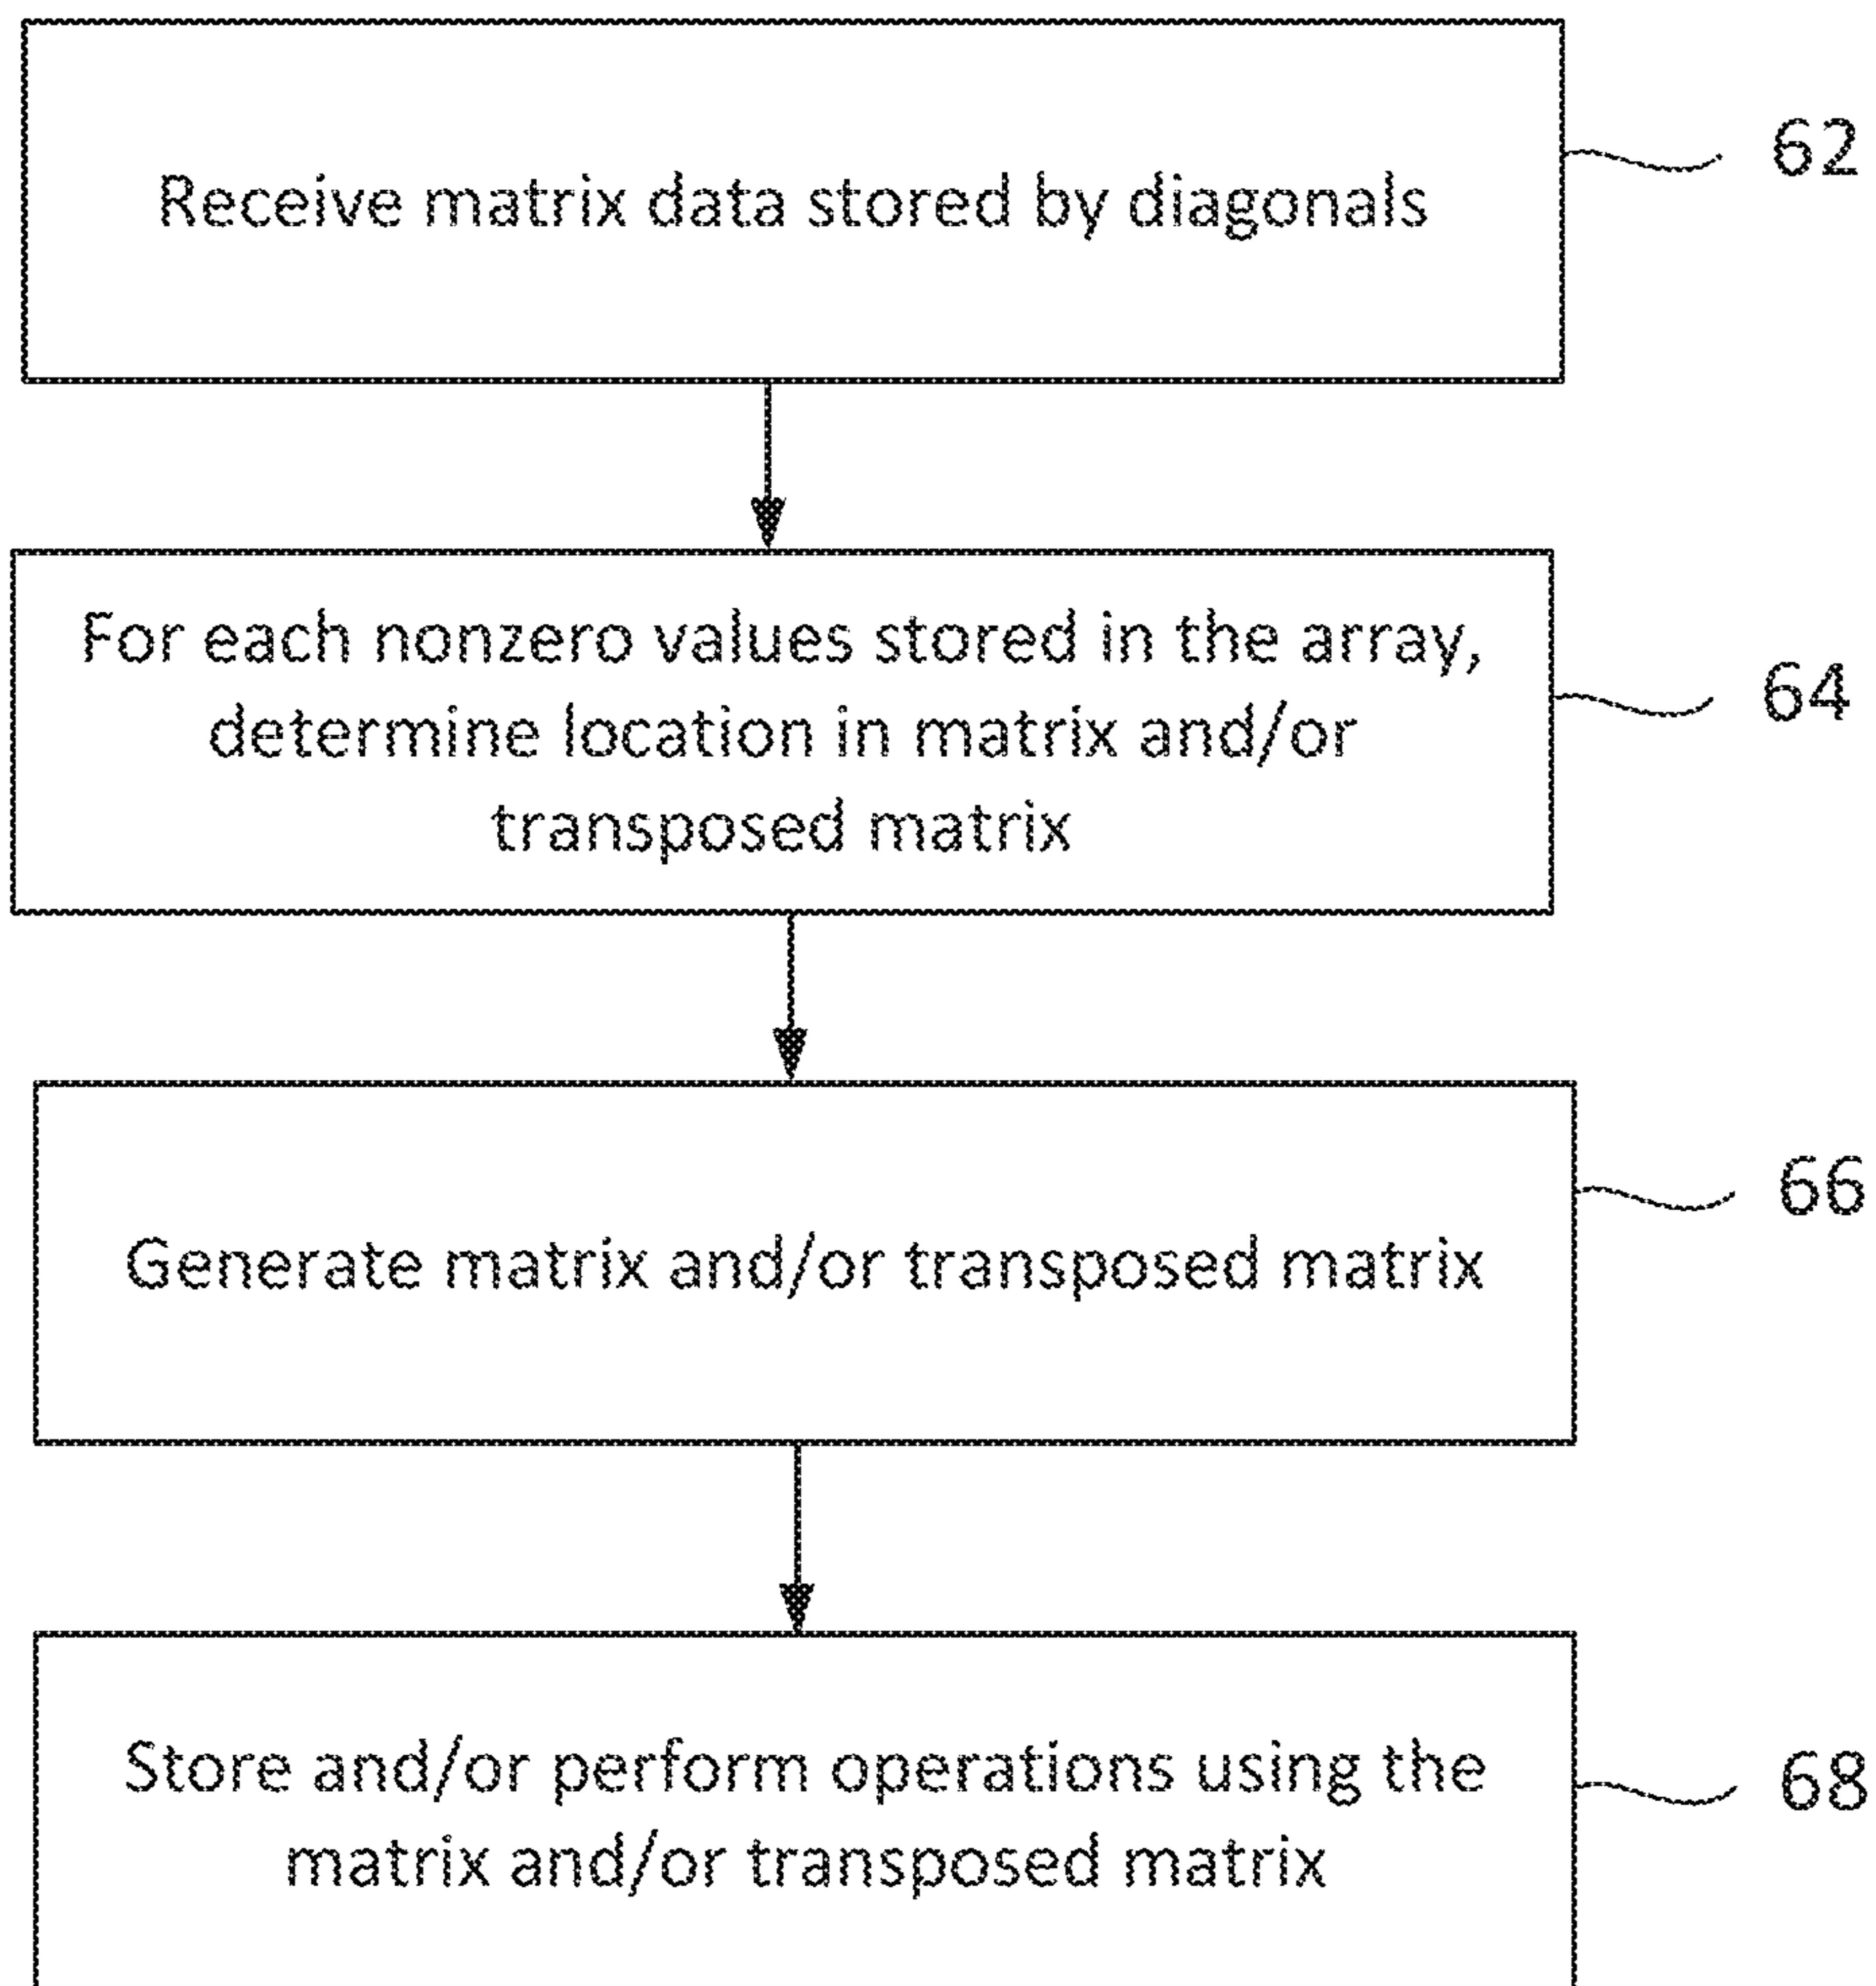 Receive matrix data stored by diagonals
62
For each nonzero values stored in the array,
determine location in matrix and/or
transposed matrix
64
Generate matrix and/or transposed matrix
66
Store and/or perform operations using the
matrix and/or transposed matrix
68